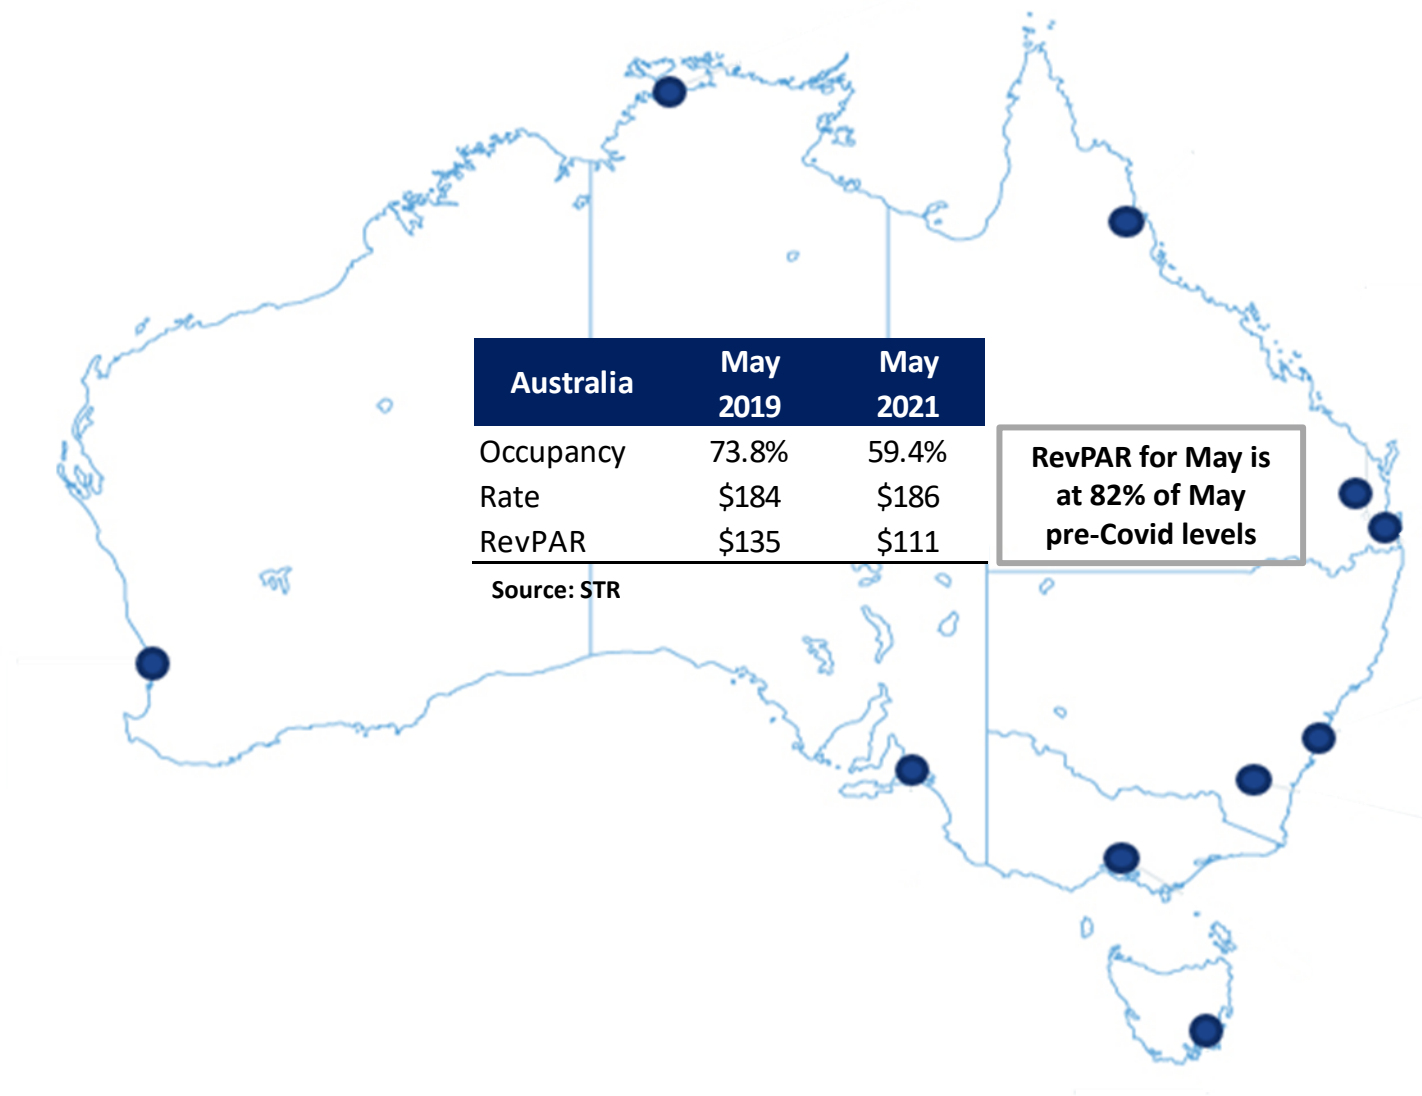 Australia May May
2019 2021
Occupancy 73.8% 59.4%
Rate $184 $186
RevPAR $135 $111
Source: STR
RevPAR for May is
at 82% of May
pre-Covid levels